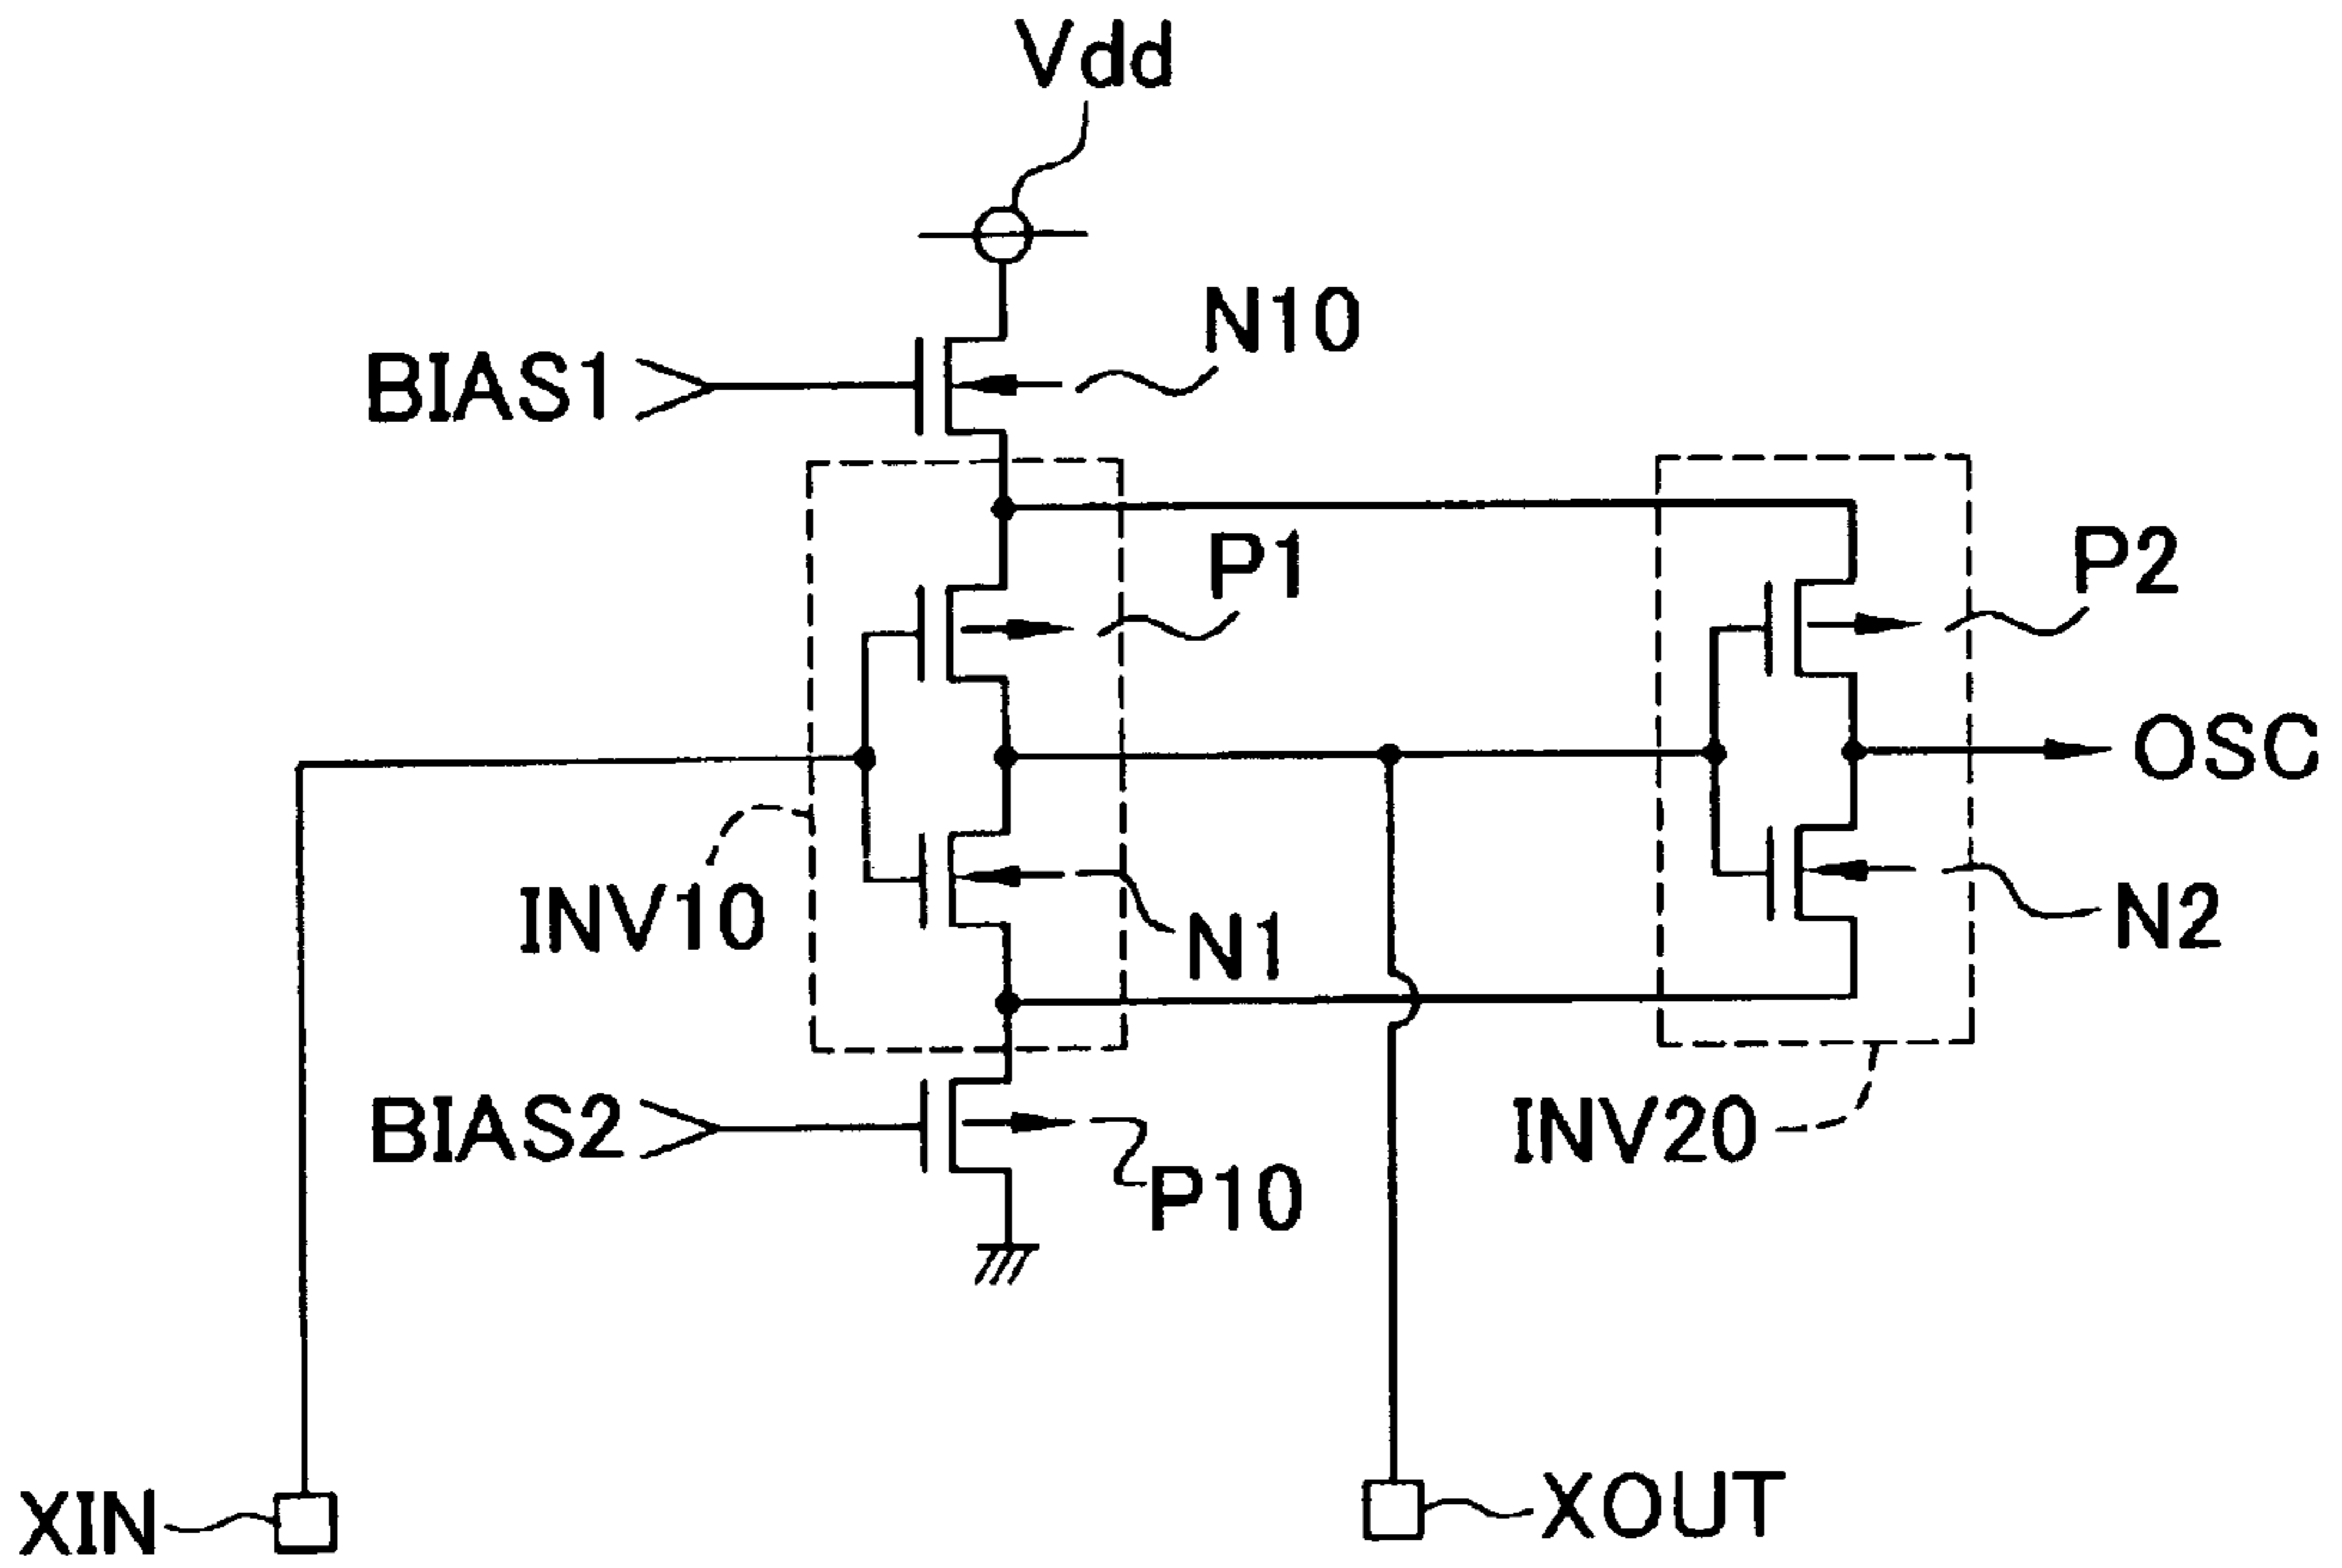 Vdd
N10
BIAS1
P1
P2
OSC
INV10
N1
N2
BIAS2
P10
INV20
XIN
XOUT